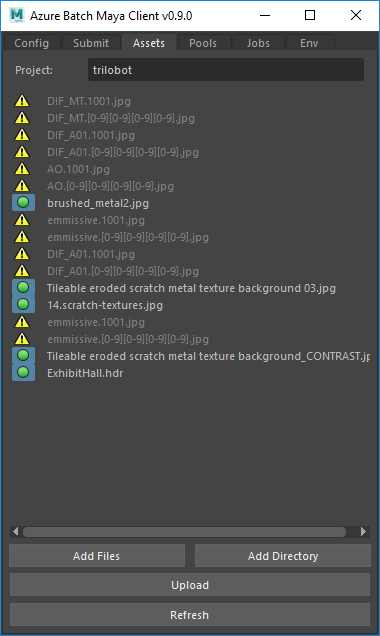 Azure Batch Maya Client v0.9.0
Config Submit Assets Pools Jobs Env
Project: trilobot
DIF_MT.1001.jpg
DIF_MT.[0-9][0-9][0-9][0-9].jpg
DIF_A01.1001.jpg
DIF_A01.[0-9][0-9][0-9][0-9].jpg
AO.1001.jpg
AO.[0-9][0-9][0-9][0-9].jpg
brushed_metal2.jpg
emmissive.1001.jpg
emmissive.[0-9][0-9][0-9][0-9].jpg
DIF_A01.1001.jpg
DIF_A01.[0-9][0-9][0-9][0-9].jpg
Tileable eroded scratch metal texture background 03.jpg
14.scratch-textures.jpg
emmissive.1001.jpg
emmissive.[0-9][0-9][0-9][0-9].jpg
Tileable eroded scratch metal texture background_CONTRAST.jp
ExhibitHall.hdr
Add Files Add Directory
Upload
Refresh